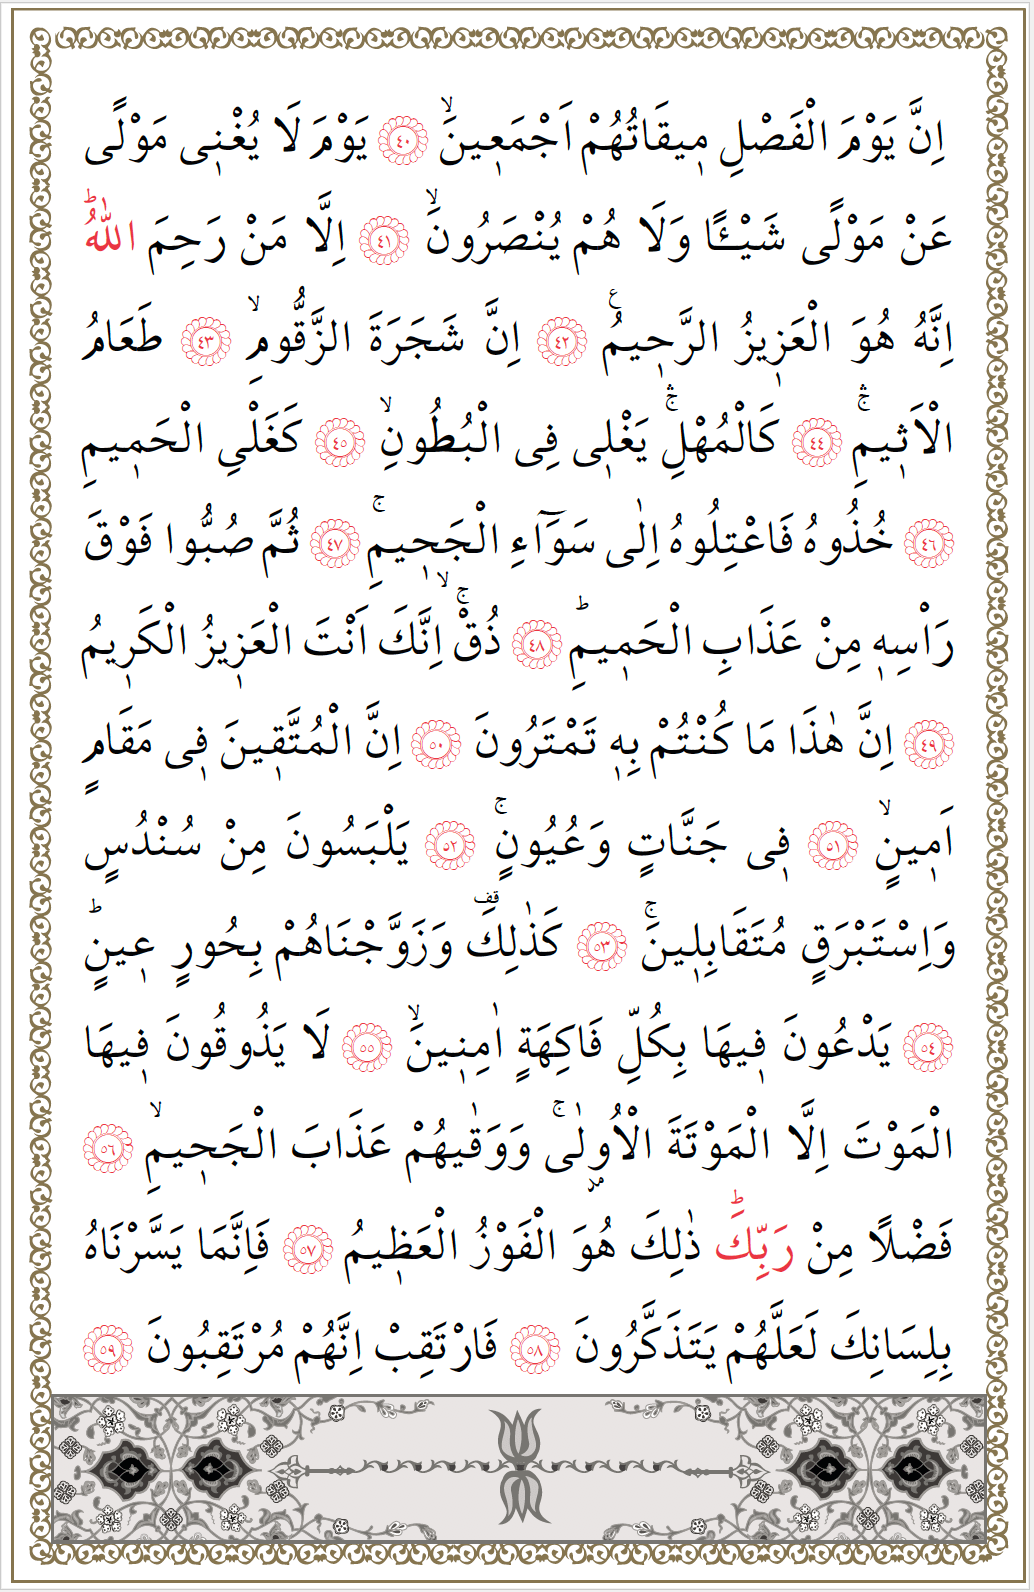 اِنَّ يَوْمَ الْفَصْلِ م۪يقَاتُهُمْ اَجْمَع۪ينَۙ ﴿٤٠﴾ يَوْمَ لَا يُغْن۪ى مَوْلًى
عَنْ مَوْلًى شَيْـًٔا وَلَا هُمْ يُنْصَرُونَۙ ﴿٤١﴾ اِلَّا مَنْ رَحِمَ اللّٰهُۜ
اِنَّهُ هُوَ الْعَز۪يزُ الرَّح۪يمُ۟ ﴿٤٢﴾ اِنَّ شَجَرَةَ الزَّقُّومِۙ ﴿٤٣﴾ طَعَامُ
الْاَث۪يمِۚۛ ﴿٤٤﴾ كَالْمُهْلِۚۛ يَغْل۪ى فِى الْبُطُونِۙ ﴿٤٥﴾ كَغَلْىِ الْحَم۪يمِ
﴿٤٦﴾ خُذُوهُ فَاعْتِلُوهُ اِلٰى سَوَٓاءِ الْجَح۪يمِۚ ﴿٤٧﴾ ثُمَّ صُبُّوا فَوْقَ
رَاْسِه۪ مِنْ عَذَابِ الْحَم۪يمِۜ ﴿٤٨﴾ ذُقْۚۙ اِنَّكَ اَنْتَ الْعَز۪يزُ الْكَر۪يمُ
﴿٤٩﴾ اِنَّ هٰذَا مَا كُنْتُمْ بِه۪ تَمْتَرُونَ ﴿٥٠﴾ اِنَّ الْمُتَّق۪ينَ ف۪ى مَقَامٍ
اَم۪ينٍۙ ﴿٥١﴾ ف۪ى جَنَّاتٍ وَعُيُونٍۚ ﴿٥٢﴾ يَلْبَسُونَ مِنْ سُنْدُسٍ
وَاِسْتَبْرَقٍ مُتَقَابِل۪ينَۚ ﴿٥٣﴾ كَذٰلِكَ۠ وَزَوَّجْنَاهُمْ بِحُورٍ ع۪ينٍۜ
﴿٥٤﴾ يَدْعُونَ ف۪يهَا بِكُلِّ فَاكِهَةٍ اٰمِن۪ينَۙ ﴿٥٥﴾ لَا يَذُوقُونَ ف۪يهَا
الْمَوْتَ اِلَّا الْمَوْتَةَ الْاُو۫لٰىۚ وَوَقٰيهُمْ عَذَابَ الْجَح۪يمِۙ ﴿٥٦﴾
فَضْلًا مِنْ رَبِّكَۜ ذٰلِكَ هُوَ الْفَوْزُ الْعَظ۪يمُ ﴿٥٧﴾ فَاِنَّمَا يَسَّرْنَاهُ
بِلِسَانِكَ لَعَلَّهُمْ يَتَذَكَّرُونَ ﴿٥٨﴾ فَارْتَقِبْ اِنَّهُمْ مُرْتَقِبُونَ ﴿٥٩﴾